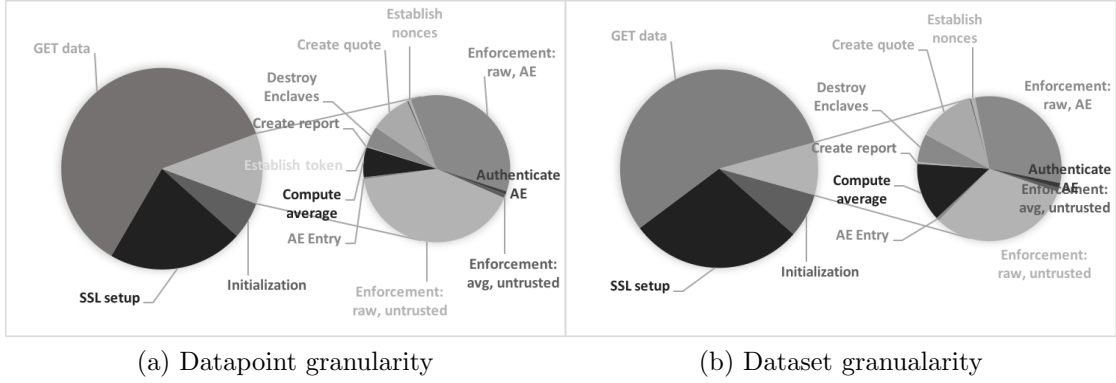 Establish
nonces
GET data
Create quote
Enforcement:
raw, AE
Destroy
Enclaves
Create report
Establish token
Authenticate
AE
Compute
average
AE Entry
Initialization
Enforcement:
avg, untrusted
SSL setup
Enforcement:
raw, untrusted
Establish
nonces
GET data
Create quote
Enforcement:
raw, AE
Destroy
Enclaves
Create report
Authenticate
AE
Compute
average
Enforcement:
avg, untrusted
AE Entry
Enforcement:
raw, untrusted
Initialization
SSL setup
(a) Datapoint granularity
(b) Dataset granualarity